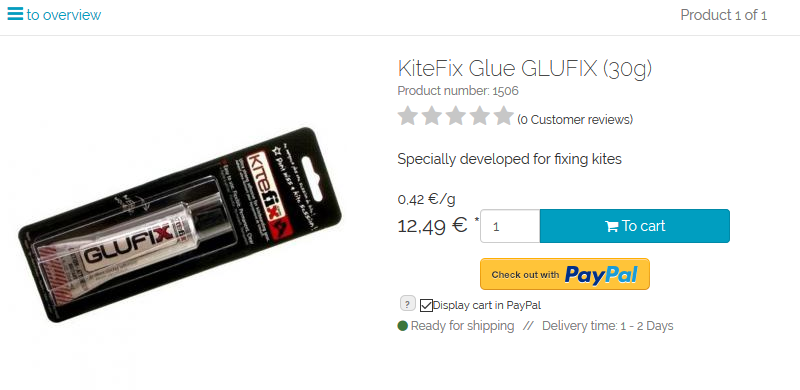 to overview
Product 1 of 1
KiteFix Glue GLUFIX (30g)
Product number: 1506
(0 Customer reviews)
Specially developed for fixing kites
0,42 €/g
12,49 € *
1
To cart
Check out with PayPal
?
Display cart in PayPal
Ready for shipping // Delivery time: 1 - 2 Days
KiteFix
GLUFIX